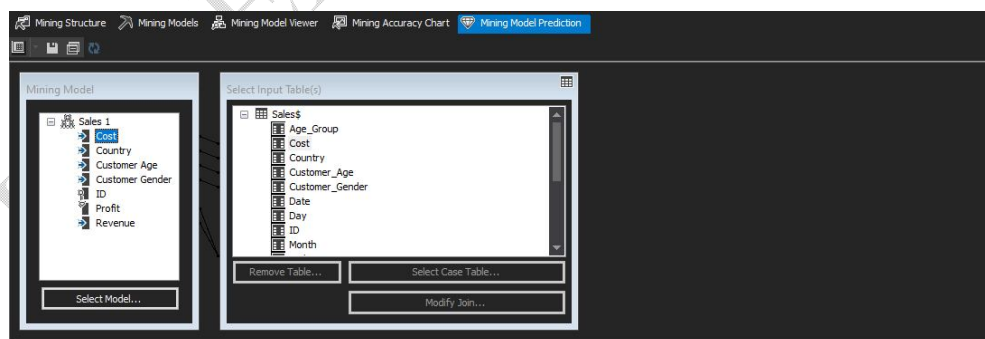 Mining Structure Mining Models Mining Model Viewer Mining Accuracy Chart Mining Model Prediction
Mining Model
Sales 1
Cost
Country
Customer Age
Customer Gender
ID
Profit
Revenue
Select Model...
Select Input Table(s)
Sales$
Age_Group
Cost
Country
Customer_Age
Customer_Gender
Date
Day
ID
Month
Remove Table... Select Case Table...
Modify Join...